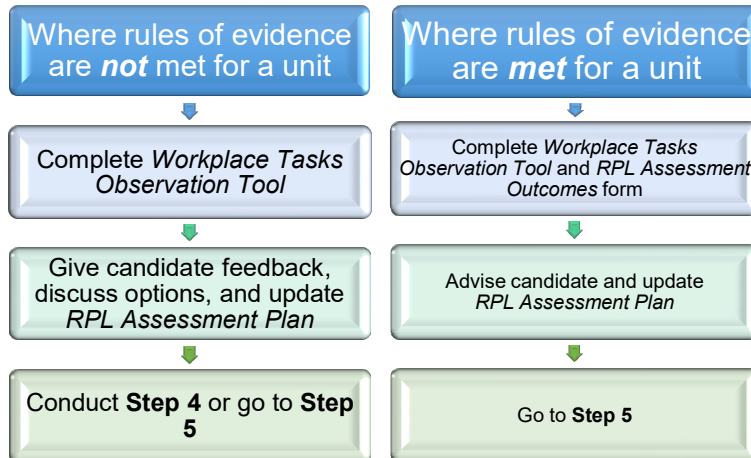 Where rules of evidence
are not met for a unit
Complete Workplace Tasks
Observation Tool
Give candidate feedback,
discuss options, and update
RPL Assessment Plan
Conduct Step 4 or go to Step
5
Where rules of evidence
are met for a unit
Complete Workplace Tasks
Observation Tool and RPL Assessment
Outcomes form
Advise candidate and update
RPL Assessment Plan
Go to Step 5